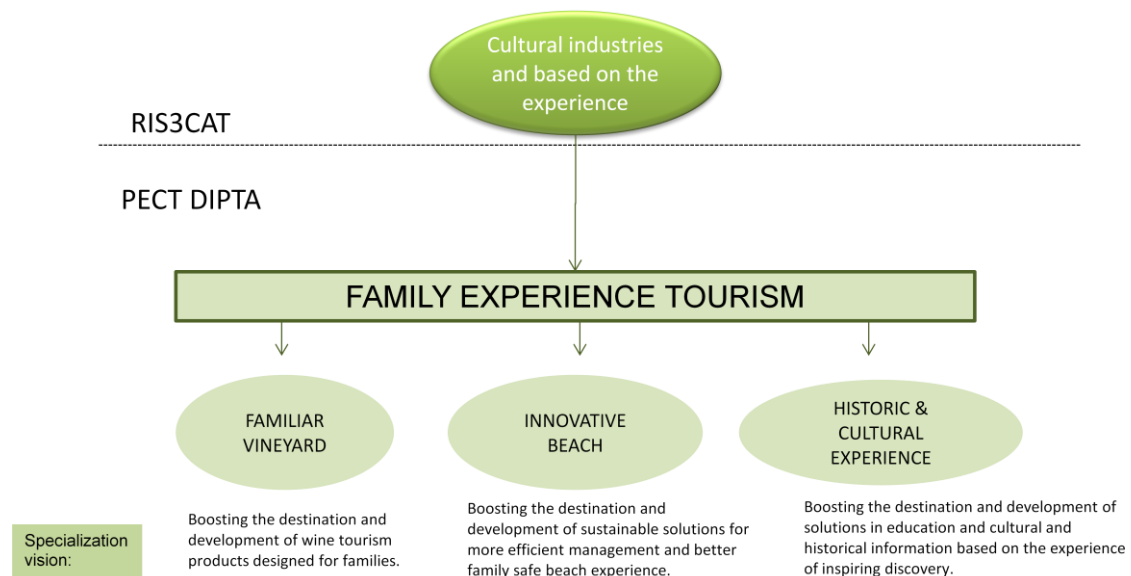 Cultural industries
and based on the
experience
RIS3CAT
PECT DIPTA
FAMILY EXPERIENCE TOURISM
FAMILIAR
VINEYARD
INNOVATIVE
BEACH
HISTORIC &
CULTURAL
EXPERIENCE
Specialization
vision:
Boosting the destination and
development of wine tourism
products designed for families.
Boosting the destination and
development of sustainable solutions for
more efficient management and better
family safe beach experience.
Boosting the destination and development of
solutions in education and cultural and
historical information based on the experience
of inspiring discovery.